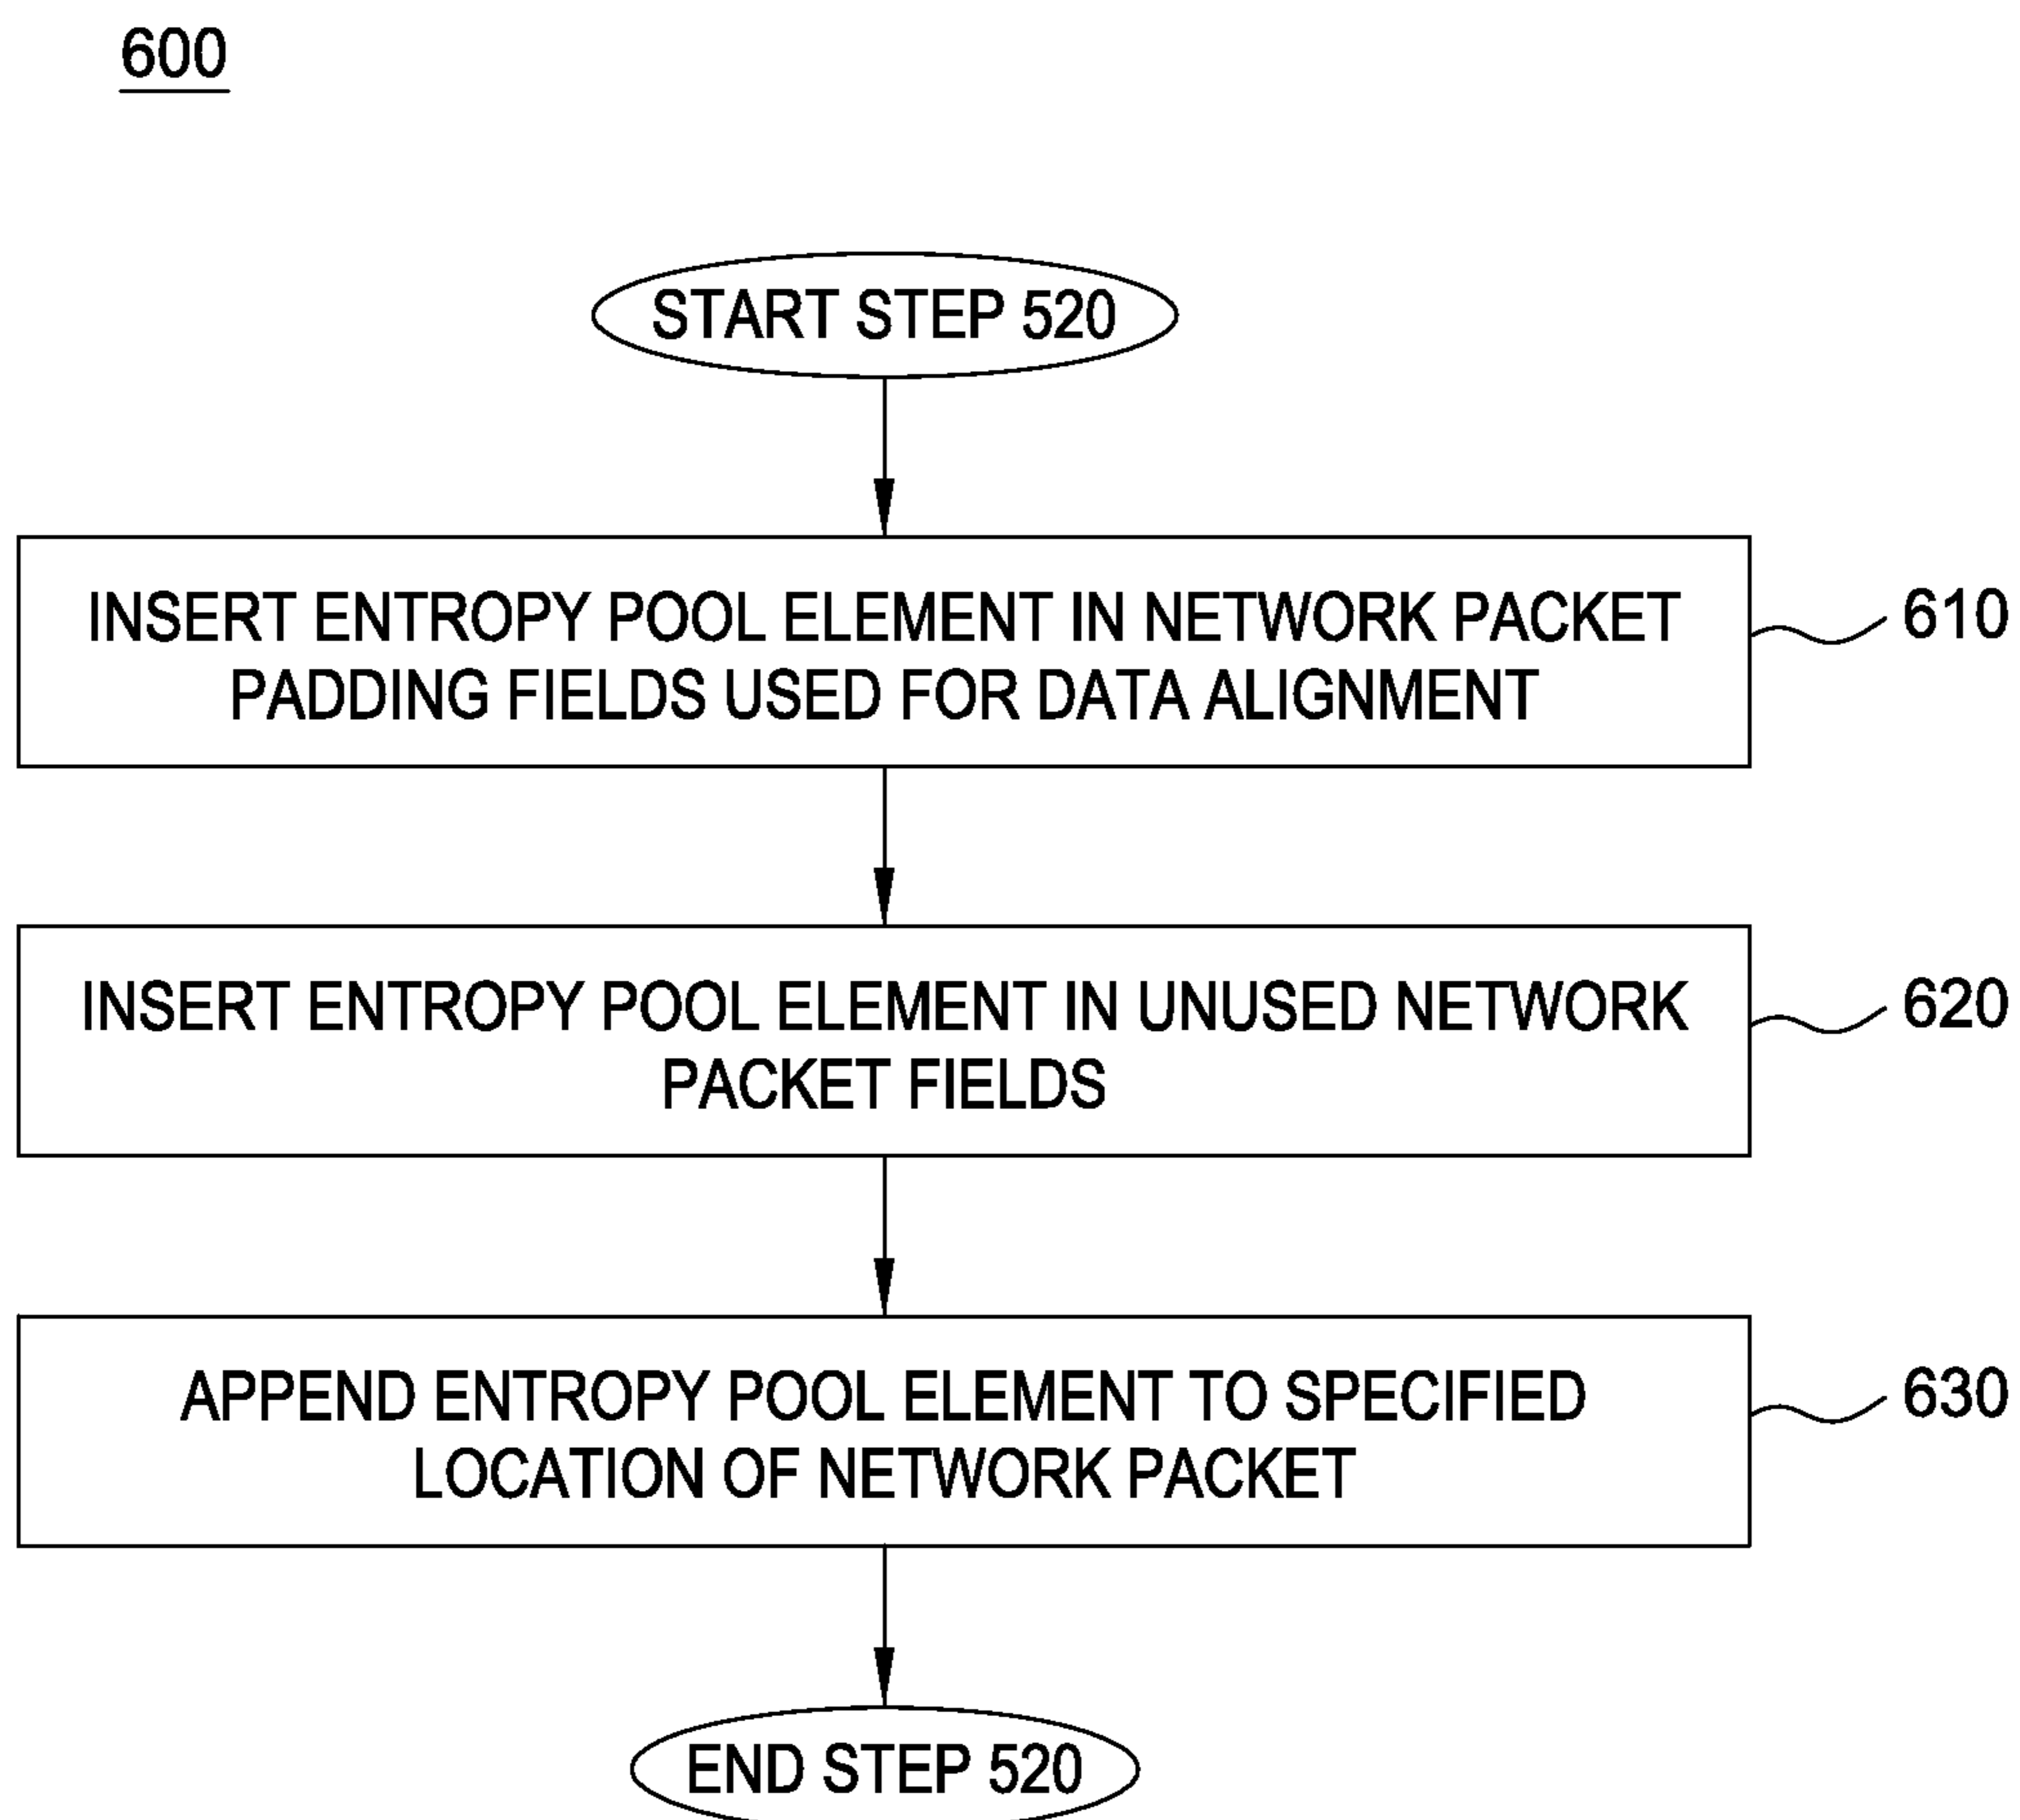 600
START STEP 520
INSERT ENTROPY POOL ELEMENT IN NETWORK PACKET
PADDING FIELDS USED FOR DATA ALIGNMENT
610
INSERT ENTROPY POOL ELEMENT IN UNUSED NETWORK
PACKET FIELDS
620
APPEND ENTROPY POOL ELEMENT TO SPECIFIED
LOCATION OF NETWORK PACKET
630
END STEP 520